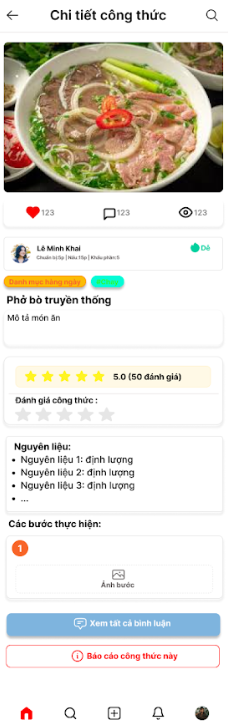 Chi tiết công thức
123
123
123
Lê Minh Khai
Chuẩn bị:5p | Nấu:15p | Khẩu phần:5
Dễ
Danh mục hàng ngày
Phở bò truyền thống
Mô tả món ăn
5.0 (50 đánh giá)
Đánh giá công thức :
Nguyên liệu:
• Nguyên liệu 1: định lượng
• Nguyên liệu 2: định lượng
• Nguyên liệu 3: định lượng
• ...
Các bước thực hiện:
1
Ảnh bước
Xem tất cả bình luận
Báo cáo công thức này